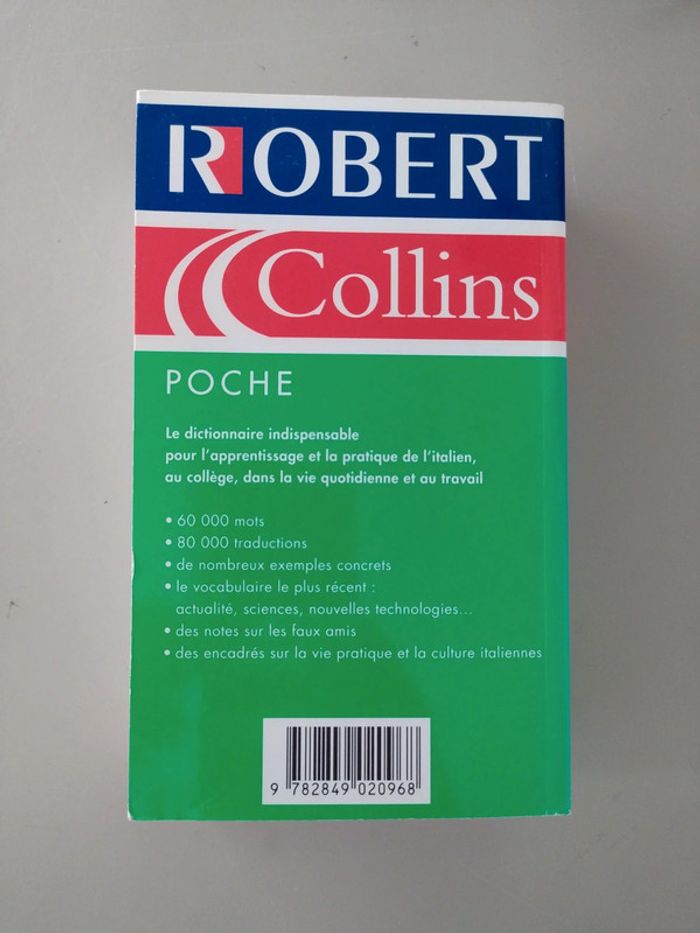 ROBERT
Collins
POCHE
Le dictionnaire indispensable
pour l'apprentissage et la pratique de l'italien,
au collège, dans la vie quotidienne et au travail
• 60 000 mots
• 80 000 traductions
• de nombreux exemples concrets
• le vocabulaire le plus récent :
actualité, sciences, nouvelles technologies...
• des notes sur les faux amis
• des encadrés sur la vie pratique et la culture italiennes
9 782849 020968